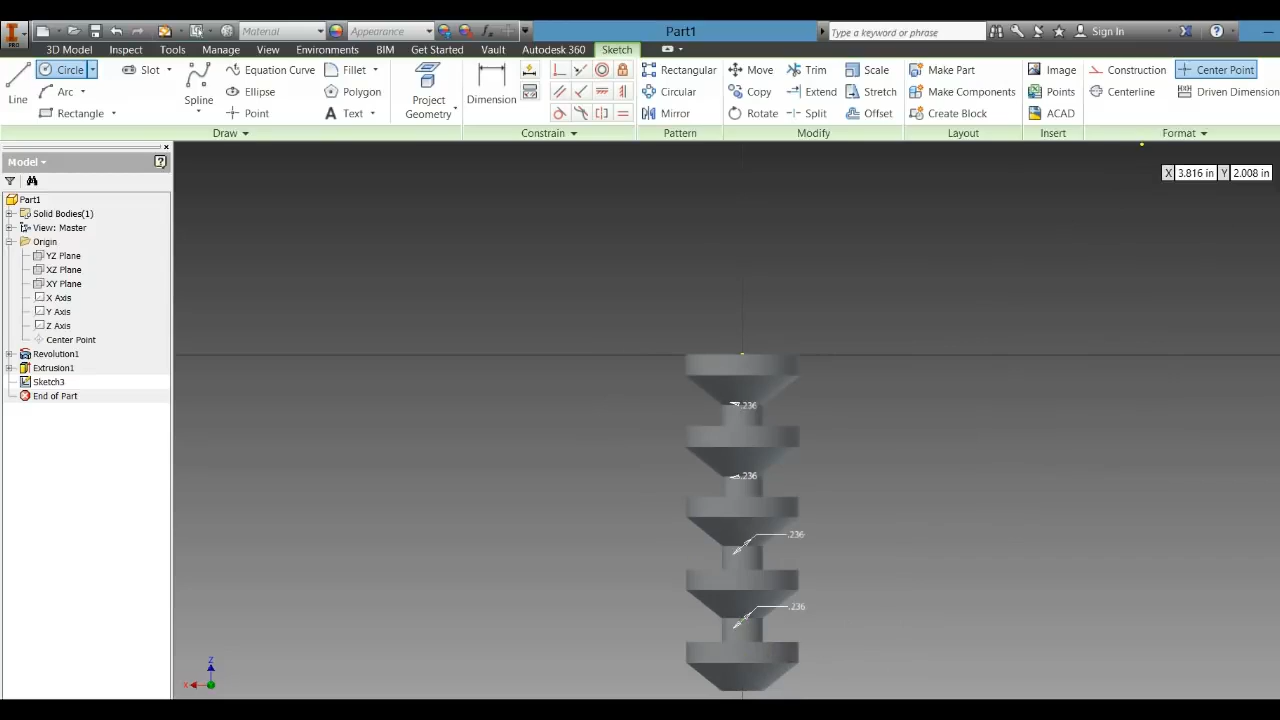 PRO
Material
Appearance
Part1
Type a keyword or phrase
Sign In
3D Model Inspect Tools Manage View Environments BIM Get Started Vault Autodesk 360 Sketch
Line Circle Slot Spline Equation Curve Fillet Project Geometry Dimension Rectangular Move Trim Scale Make Part Image Construction Center Point
Arc Ellipse Polygon Circular Copy Extend Stretch Make Components Points Centerline Driven Dimension
Rectangle Point Text Mirror Rotate Split Offset Create Block ACAD
Draw Constrain Pattern Modify Layout Insert Format
Model
X 3.816 in Y 2.008 in
Part1
Solid Bodies(1)
View: Master
Origin
YZ Plane
XZ Plane
XY Plane
X Axis
Y Axis
Z Axis
Center Point
Revolution1
Extrusion1
Sketch3
End of Part
.236
.236
.236
.236
Z
X